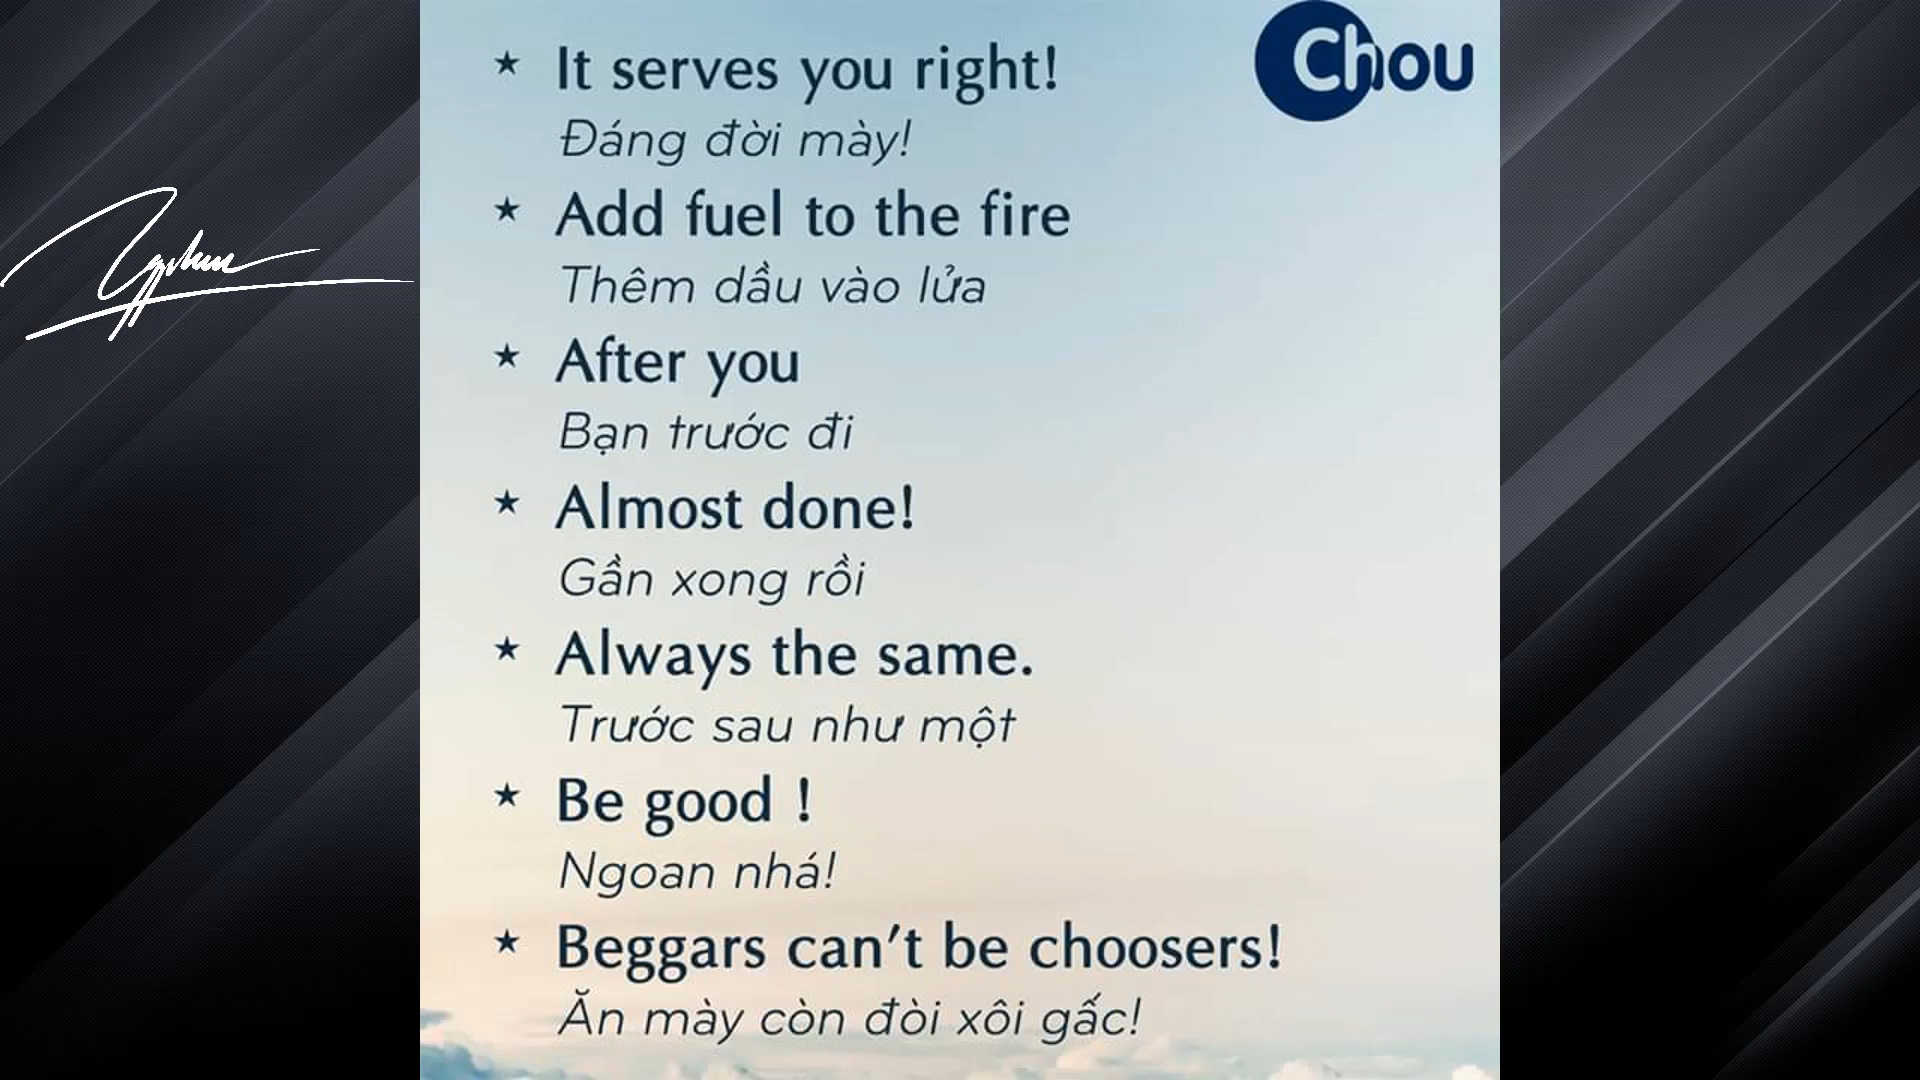 Chou
★ It serves you right!
Đáng đời mày!
★ Add fuel to the fire
Thêm dầu vào lửa
★ After you
Bạn trước đi
★ Almost done!
Gần xong rồi
★ Always the same.
Trước sau như một
★ Be good !
Ngoan nhá!
★ Beggars can’t be choosers!
Ăn mày còn đòi xôi gấc!